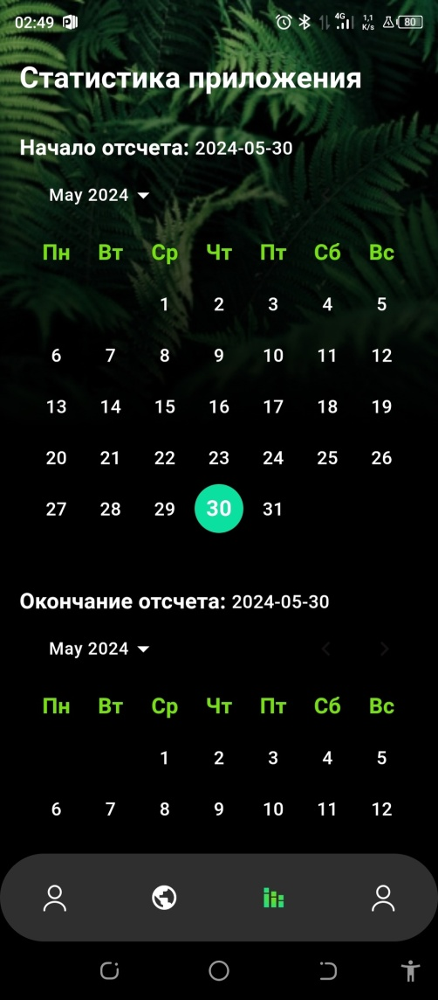 02:49 4G 1,1 K/s 80
Статистика приложения
Начало отсчета: 2024-05-30
May 2024
Пн Вт Ср Чт Пт Сб Вс
1 2 3 4 5
6 7 8 9 10 11 12
13 14 15 16 17 18 19
20 21 22 23 24 25 26
27 28 29 30 31
Окончание отсчета: 2024-05-30
May 2024
Пн Вт Ср Чт Пт Сб Вс
1 2 3 4 5
6 7 8 9 10 11 12